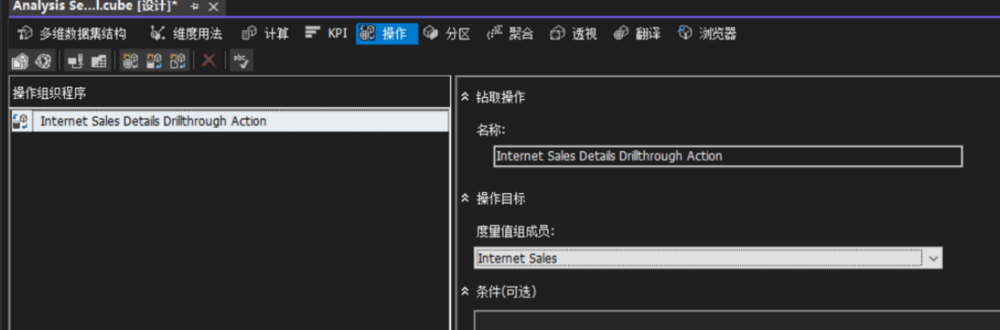 Analysis Se...l.cube [设计]*
多维数据集结构 维度用法 计算 KPI 操作 分区 聚合 透视 翻译 浏览器
abc
操作组织程序
Internet Sales Details Drillthrough Action
钻取操作
名称:
Internet Sales Details Drillthrough Action
操作目标
度量值组成员:
Internet Sales
条件(可选)